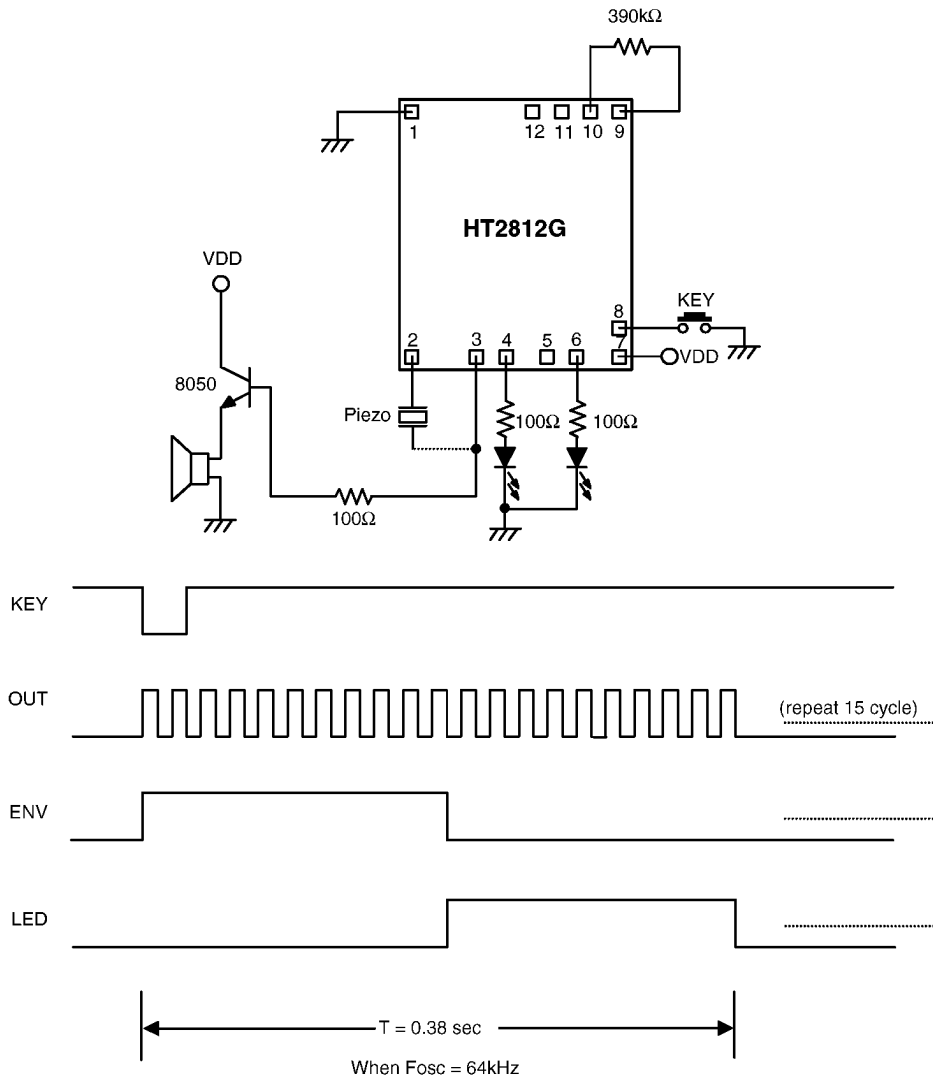 390kΩ
1
12
11
10
9
HT2812G
VDD
8
KEY
2
3
4
5
6
7
VDD
8050
Piezo
100Ω
100Ω
100Ω
KEY
OUT
(repeat 15 cycle)
ENV
LED
T = 0.38 sec
When Fosc = 64kHz